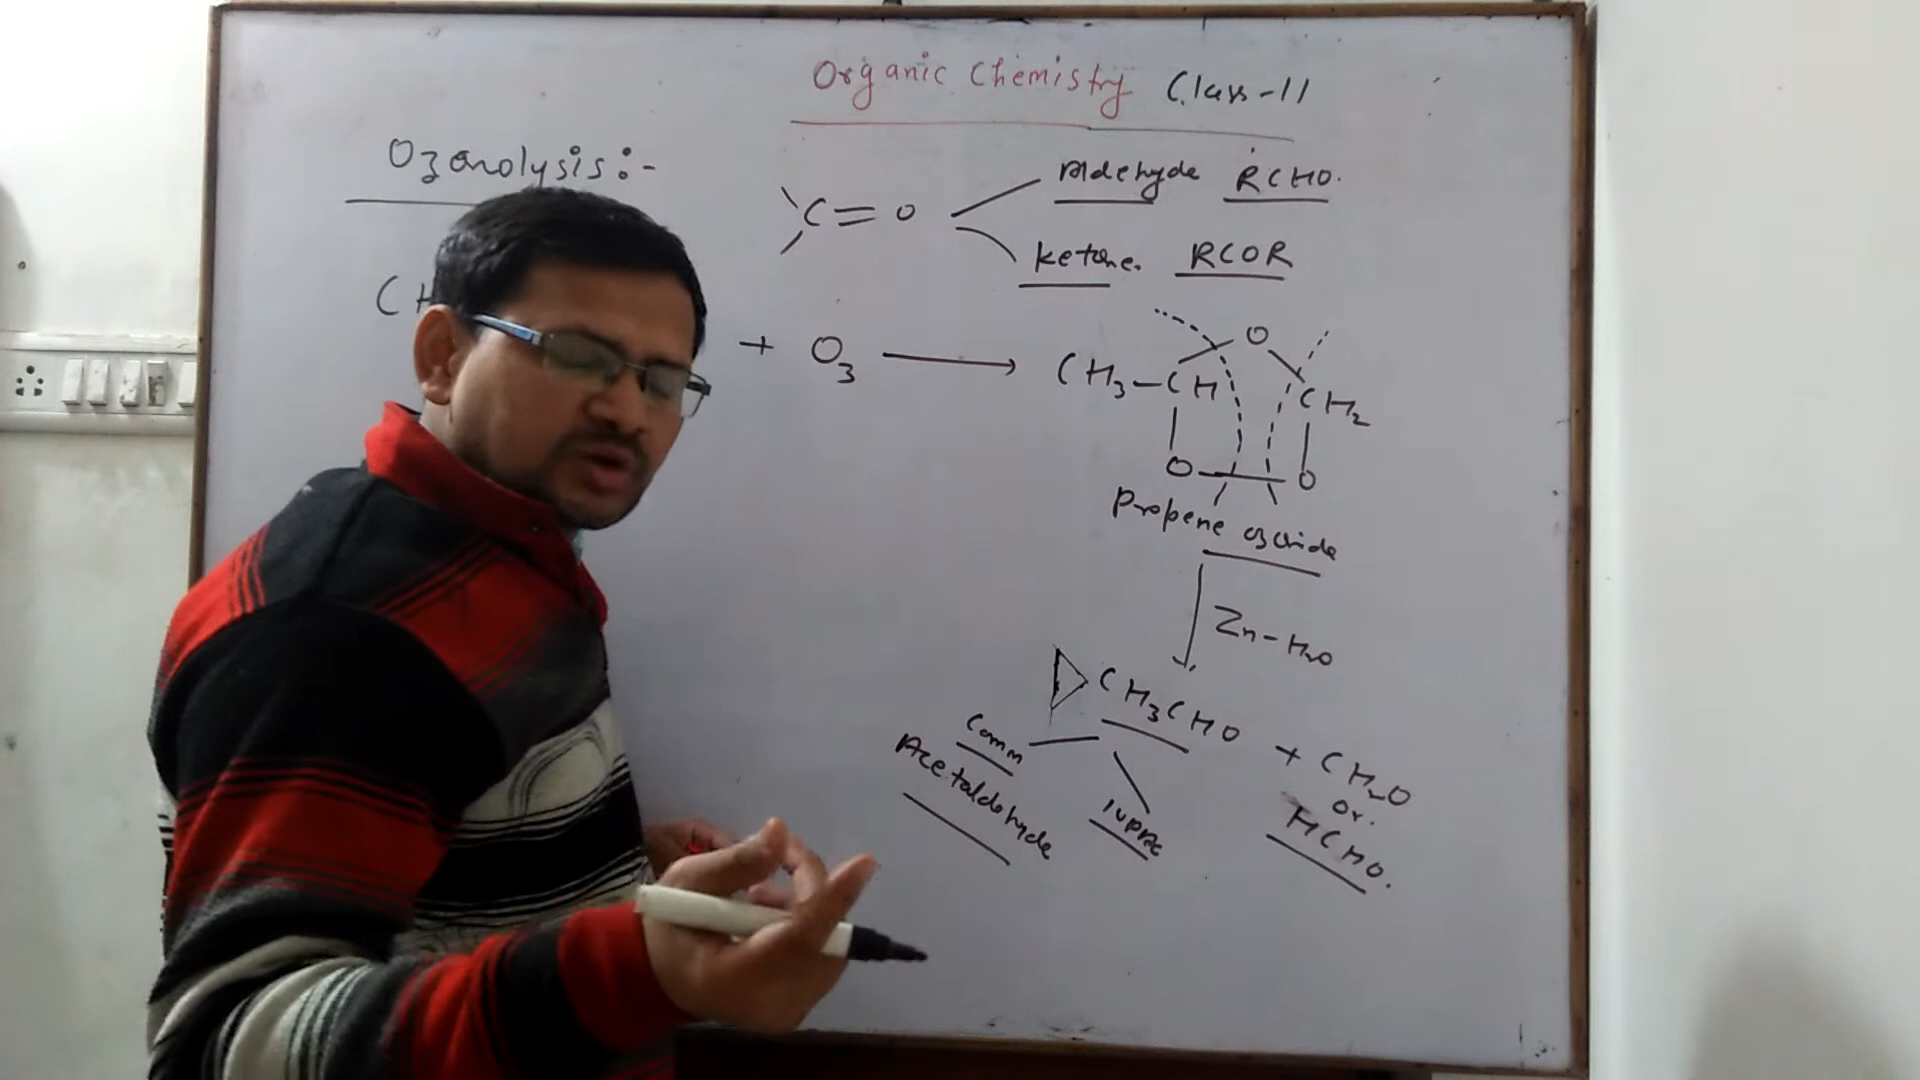 Organic Chemistry Class-11
Ozonolysis:-
C=O
Aldehyde RCHO.
Ketone. RCOR
CH
+ O3 ⟶ CH3-CH O CH2
O O
Propene ozonide
Zn-H2O
CH3CHO + CH2O
or.
HCHO.
Comm
Acetaldehyde
IUPAC